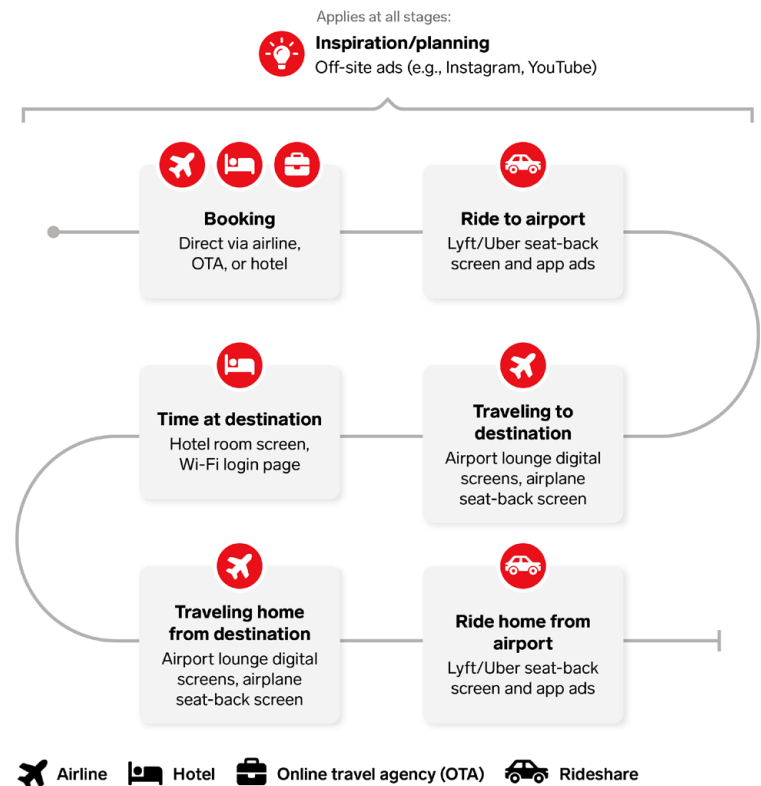 Applies at all stages:
Inspiration/planning
Off-site ads (e.g., Instagram, YouTube)
Booking
Direct via airline,
OTA, or hotel
Ride to airport
Lyft/Uber seat-back
screen and app ads
Traveling to
destination
Airport lounge digital
screens, airplane
seat-back screen
Time at destination
Hotel room screen,
Wi-Fi login page
Traveling home
from destination
Airport lounge digital
screens, airplane
seat-back screen
Ride home from
airport
Lyft/Uber seat-back
screen and app ads
Airline
Hotel
Online travel agency (OTA)
Rideshare